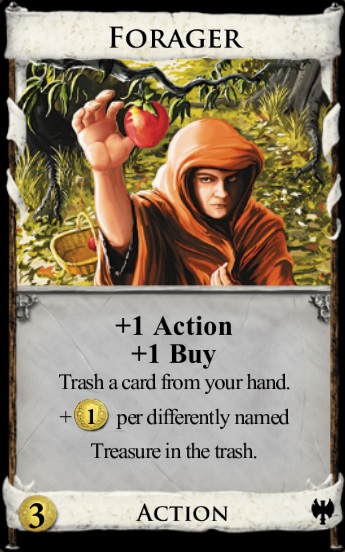 FORAGER
+1 Action
+1 Buy
Trash a card from your hand.
+ 1 per differently named
Treasure in the trash.
3 ACTION